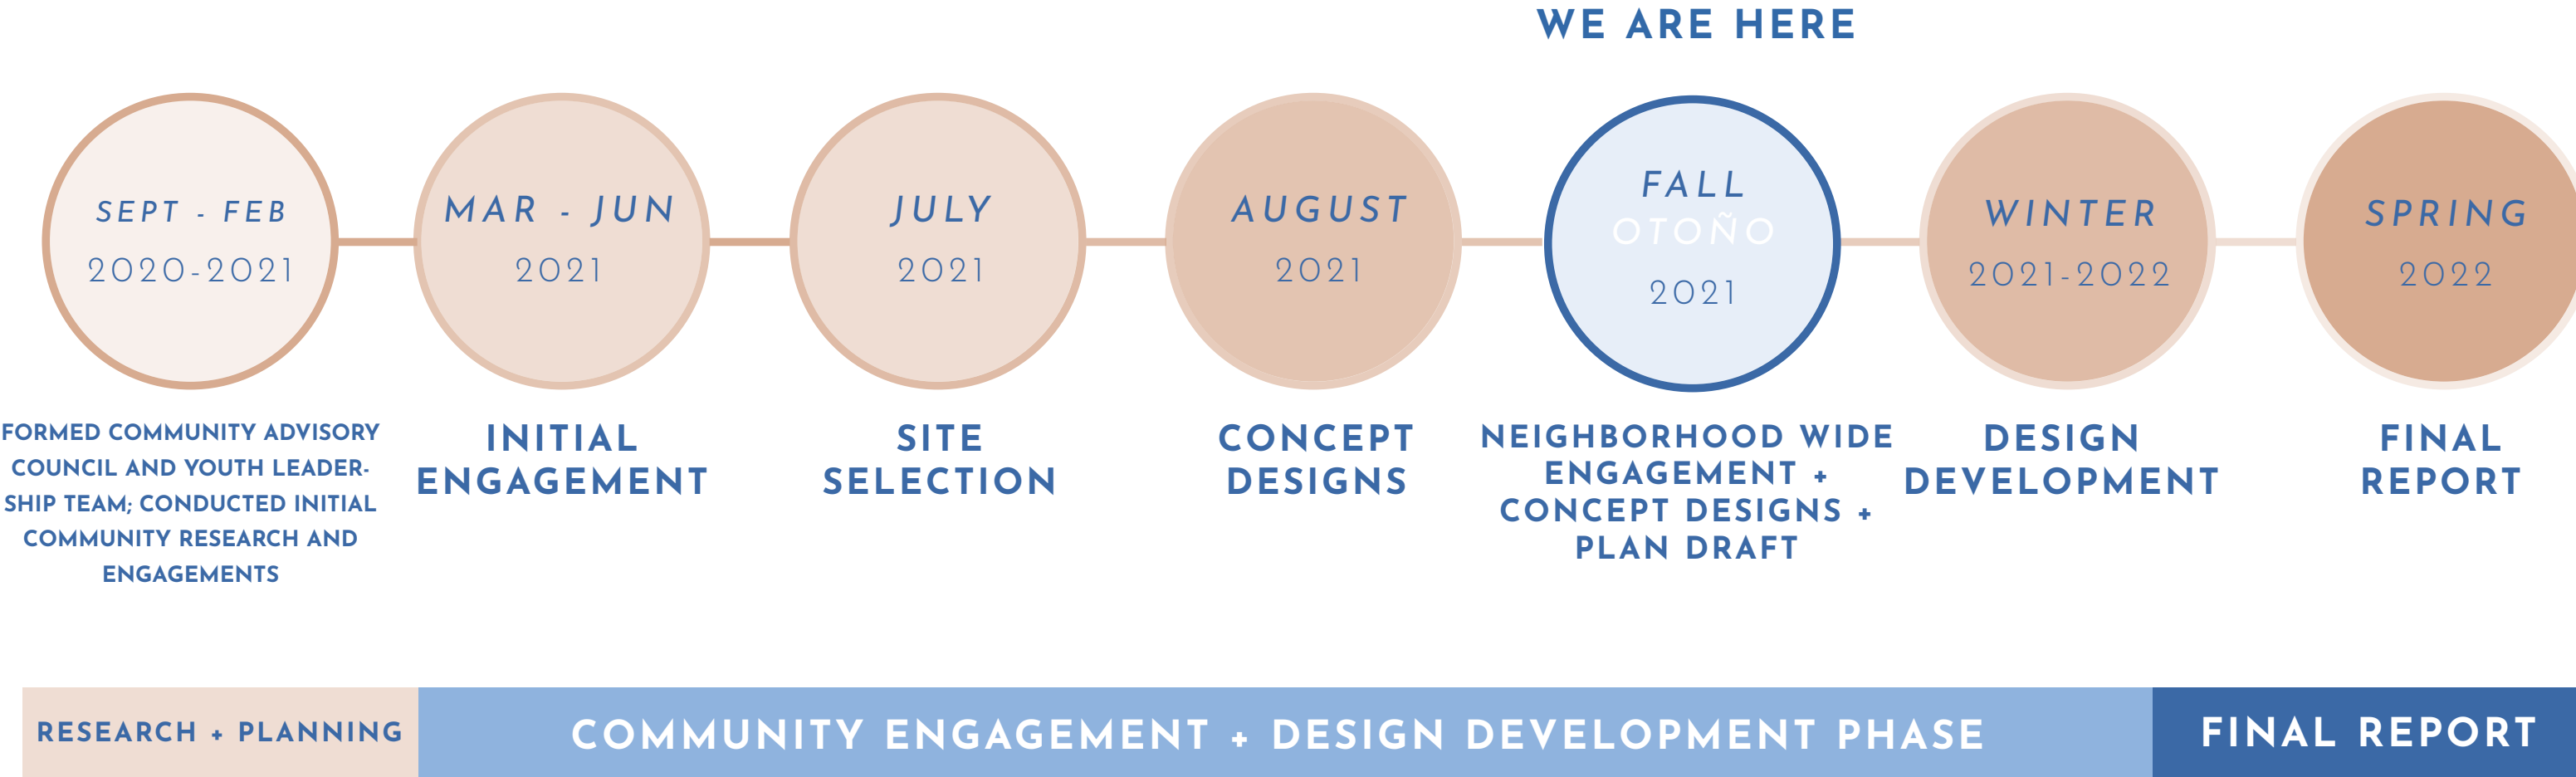 WE ARE HERE
SEPT - FEB
2020-2021
FORMED COMMUNITY ADVISORY
COUNCIL AND YOUTH LEADER-
SHIP TEAM; CONDUCTED INITIAL
COMMUNITY RESEARCH AND
ENGAGEMENTS
MAR - JUN
2021
INITIAL
ENGAGEMENT
JULY
2021
SITE
SELECTION
AUGUST
2021
CONCEPT
DESIGNS
FALL
OTOÑO
2021
NEIGHBORHOOD WIDE
ENGAGEMENT +
CONCEPT DESIGNS +
PLAN DRAFT
WINTER
2021-2022
DESIGN
DEVELOPMENT
SPRING
2022
FINAL
REPORT
RESEARCH + PLANNING
COMMUNITY ENGAGEMENT + DESIGN DEVELOPMENT PHASE
FINAL REPORT